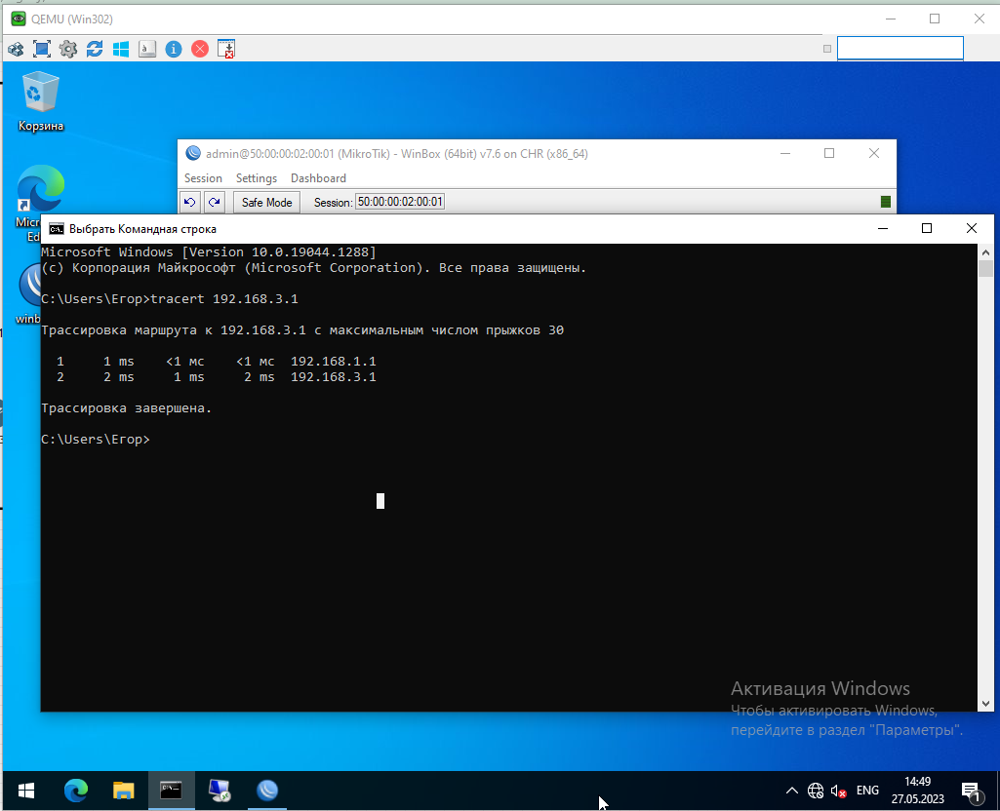 QEMU (Win302)
Корзина
admin@50:00:00:02:00:01 (MikroTik) - WinBox (64bit) v7.6 on CHR (x86_64)
Session Settings Dashboard
Safe Mode Session: 50:00:00:02:00:01
Выбрать Командная строка
Microsoft Windows [Version 10.0.19044.1288]
(c) Корпорация Майкрософт (Microsoft Corporation). Все права защищены.
C:\Users\Егор>tracert 192.168.3.1
Трассировка маршрута к 192.168.3.1 с максимальным числом прыжков 30
1 1 ms <1 мс <1 мс 192.168.1.1
2 2 ms 1 ms 2 ms 192.168.3.1
Трассировка завершена.
C:\Users\Егор>
Активация Windows
Чтобы активировать Windows,
перейдите в раздел "Параметры".
ENG
14:49
27.05.2023
1